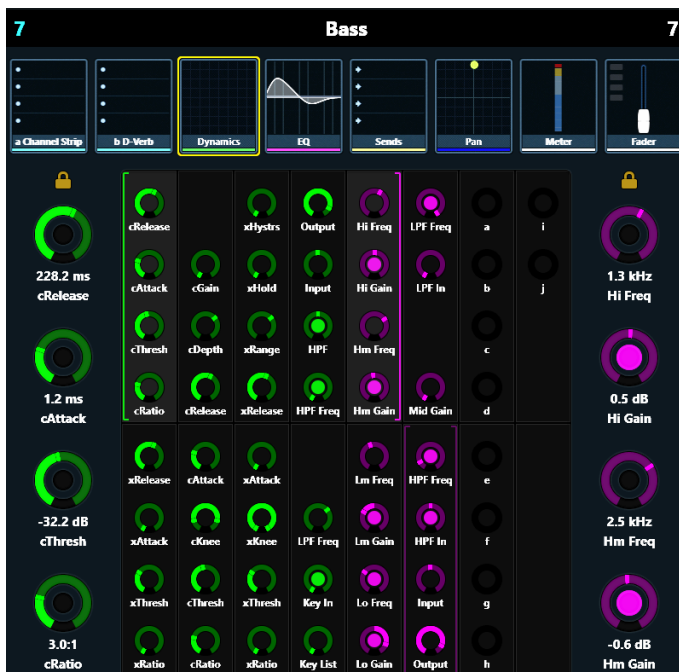 7 Bass 7
a Channel Strip b D-Verb Dynamics EQ Sends Pan Meter Fader
cRelease xHystrs Output Hi Freq LPF Freq a i
228.2 ms
cRelease
1.3 kHz
Hi Freq
cAttack cGain xHold Input Hi Gain LPF In b j
cThresh cDepth xRange HPF Hm Freq c
1.2 ms
cAttack
0.5 dB
Hi Gain
cRatio cRelease xRelease HPF Freq Hm Gain Mid Gain d
xRelease cAttack xAttack Lm Freq HPF Freq e
-32.2 dB
cThresh
2.5 kHz
Hm Freq
xAttack cKnee xKnee LPF Freq Lm Gain HPF In f
xThresh cThresh xThresh Key In Lo Freq Input g
3.0:1
cRatio
-0.6 dB
Hm Gain
xRatio cRatio xRatio Key List Lo Gain Output h